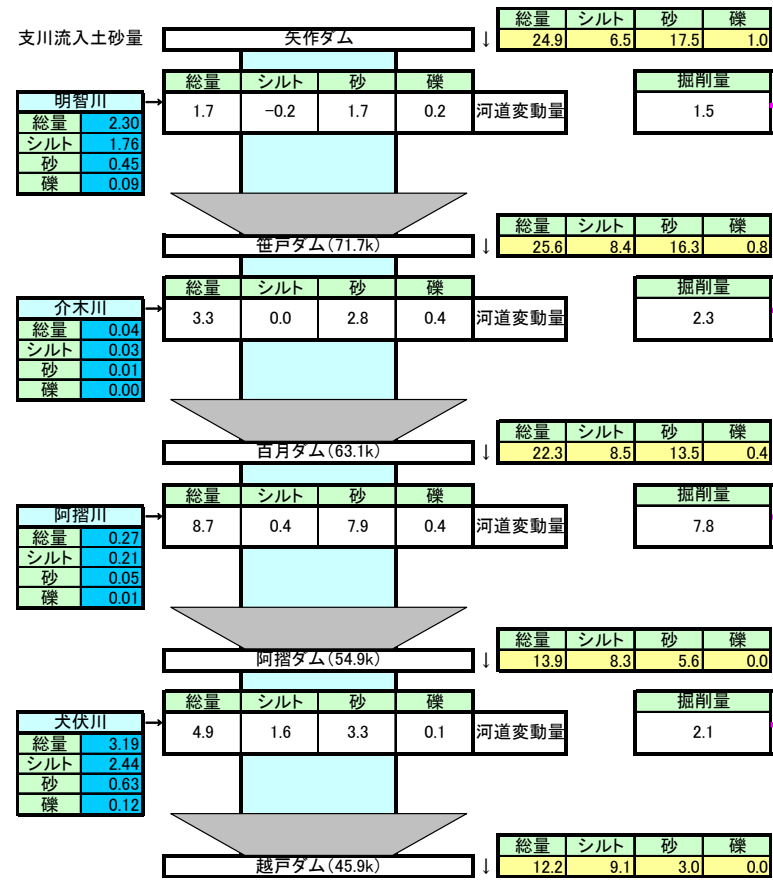 総量 シルト 砂 礫
支川流入土砂量 矢作ダム ↓ 24.9 6.5 17.5 1.0
総量 シルト 砂 礫 掘削量
明智川 → 1.7 -0.2 1.7 0.2 河道変動量 1.5
総量 2.30
シルト 1.76
砂 0.45
礫 0.09
総量 シルト 砂 礫
笹戸ダム(71.7k) ↓ 25.6 8.4 16.3 0.8
総量 シルト 砂 礫 掘削量
介木川 → 3.3 0.0 2.8 0.4 河道変動量 2.3
総量 0.04
シルト 0.03
砂 0.01
礫 0.00
総量 シルト 砂 礫
百月ダム(63.1k) ↓ 22.3 8.5 13.5 0.4
総量 シルト 砂 礫 掘削量
阿摺川 → 8.7 0.4 7.9 0.4 河道変動量 7.8
総量 0.27
シルト 0.21
砂 0.05
礫 0.01
総量 シルト 砂 礫
阿摺ダム(54.9k) ↓ 13.9 8.3 5.6 0.0
総量 シルト 砂 礫 掘削量
犬伏川 → 4.9 1.6 3.3 0.1 河道変動量 2.1
総量 3.19
シルト 2.44
砂 0.63
礫 0.12
総量 シルト 砂 礫
越戸ダム(45.9k) ↓ 12.2 9.1 3.0 0.0